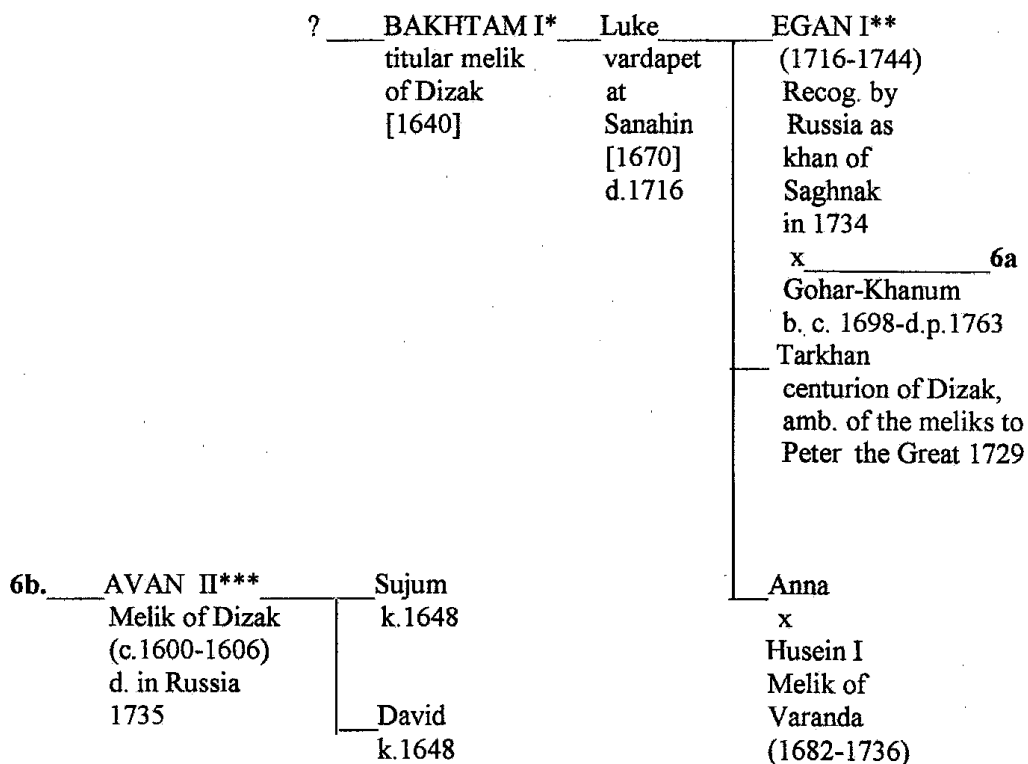 ? BAKHTAM I* Luke EGAN I**
titular melik vardapet (1716-1744)
of Dizak at Recog. by
[1640] Sanahin Russia as
[1670] khan of
d.1716 Saghnak
in 1734
x 6a
Gohar-Khanum
b. c. 1698-d.p.1763
Tarkhan
centurion of Dizak,
amb. of the meliks to
Peter the Great 1729
6b. AVAN II*** Sujum Anna
Melik of Dizak k.1648 x
(c.1600-1606) Husein I
d. in Russia Melik of
1735 David Varanda
k.1648 (1682-1736)